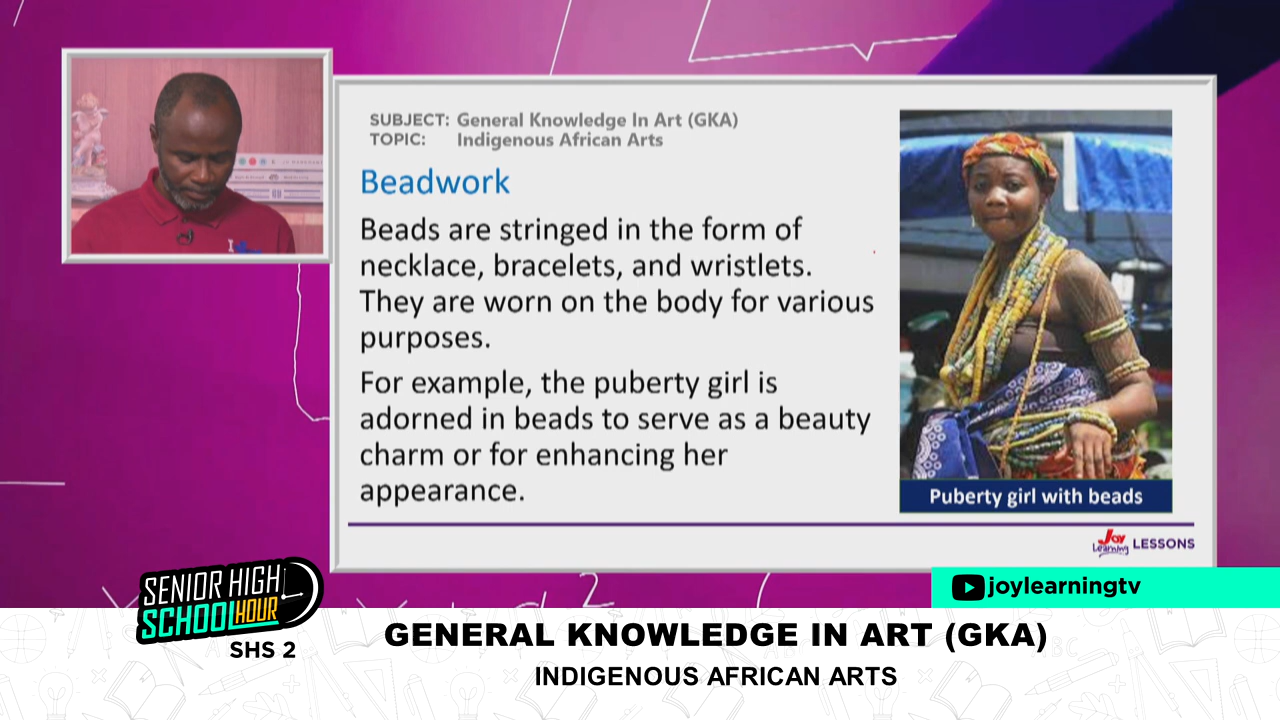 SUBJECT: General Knowledge In Art (GKA)
TOPIC: Indigenous African Arts
Beadwork
Beads are stringed in the form of
necklace, bracelets, and wristlets.
They are worn on the body for various
purposes.
For example, the puberty girl is
adorned in beads to serve as a beauty
charm or for enhancing her
appearance.
Puberty girl with beads
Joy Learning LESSONS
joylearningtv
SENIOR HIGH
SCHOOL HOUR
SHS 2
GENERAL KNOWLEDGE IN ART (GKA)
INDIGENOUS AFRICAN ARTS